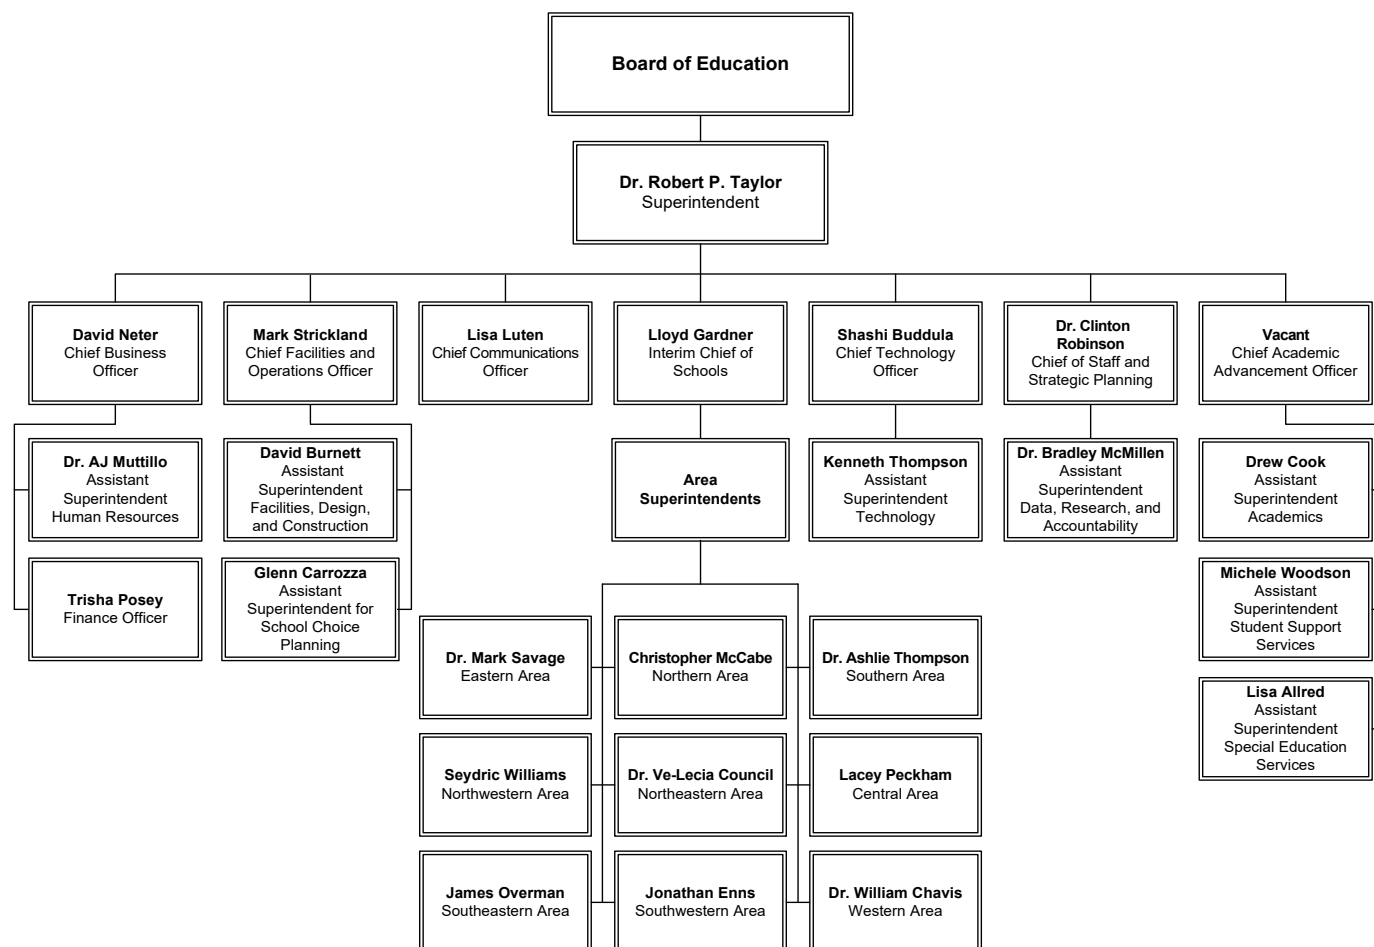 Board of Education
Dr. Robert P. Taylor
Superintendent
David Neter
Chief Business
Officer
Mark Strickland
Chief Facilities and
Operations Officer
Lisa Luten
Chief Communications
Officer
Lloyd Gardner
Interim Chief of
Schools
Shashi Buddula
Chief Technology
Officer
Dr. Clinton
Robinson
Chief of Staff and
Strategic Planning
Vacant
Chief Academic
Advancement Officer
Dr. AJ Muttillo
Assistant
Superintendent
Human Resources
David Burnett
Assistant
Superintendent
Facilities, Design,
and Construction
Area
Superintendents
Kenneth Thompson
Assistant
Superintendent
Technology
Dr. Bradley McMillen
Assistant
Superintendent
Data, Research, and
Accountability
Drew Cook
Assistant
Superintendent
Academics
Trisha Posey
Finance Officer
Glenn Carrozza
Assistant
Superintendent for
School Choice
Planning
Michele Woodson
Assistant
Superintendent
Student Support
Services
Dr. Mark Savage
Eastern Area
Christopher McCabe
Northern Area
Dr. Ashlie Thompson
Southern Area
Lisa Allred
Assistant
Superintendent
Special Education
Services
Seydric Williams
Northwestern Area
Dr. Ve-Lecia Council
Northeastern Area
Lacey Peckham
Central Area
James Overman
Southeastern Area
Jonathan Enns
Southwestern Area
Dr. William Chavis
Western Area